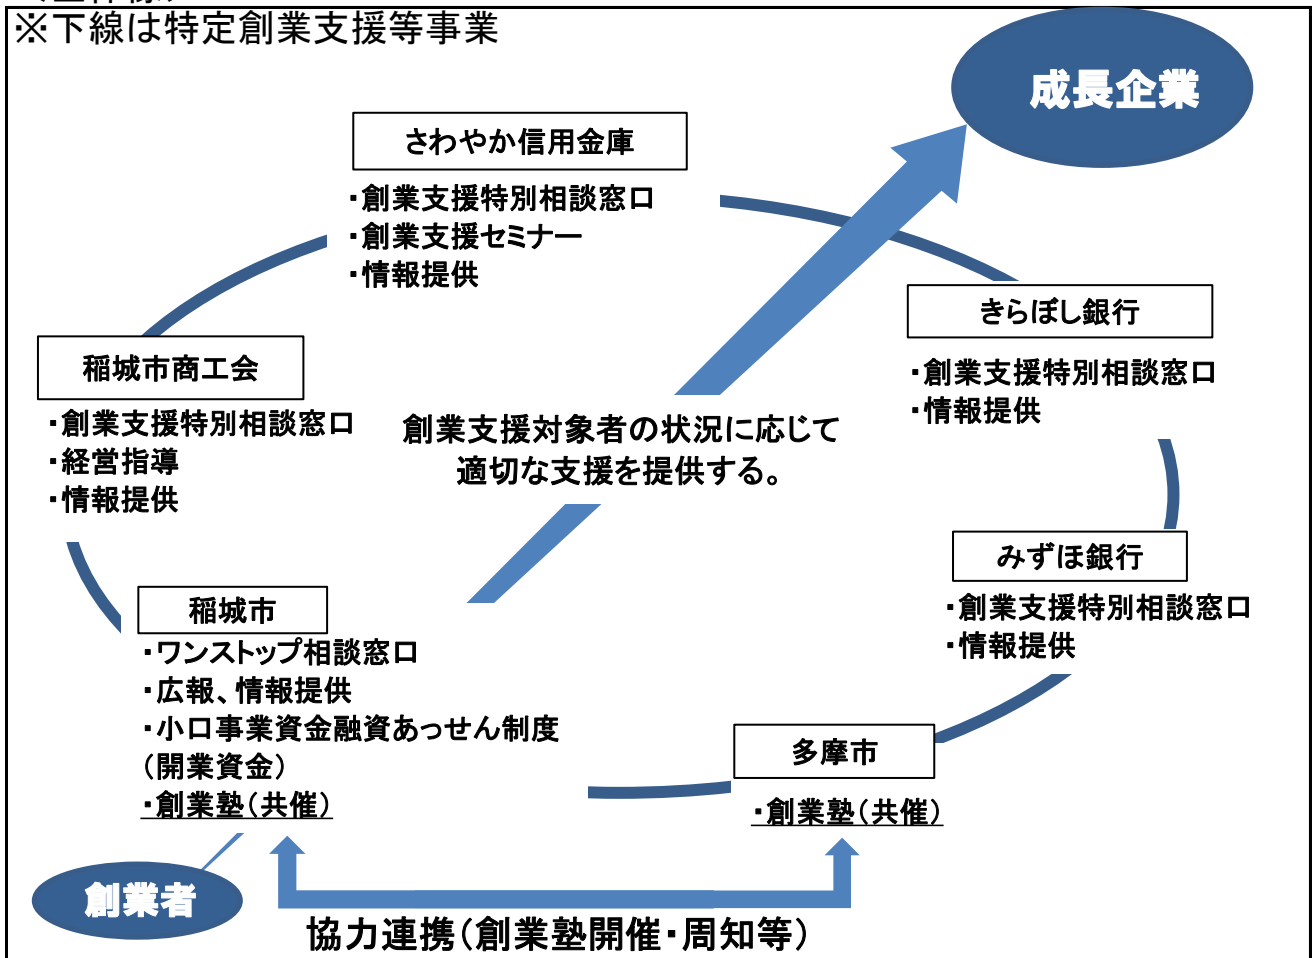 ※下線は特定創業支援等事業
成長企業
さわやか信用金庫
・創業支援特別相談窓口
・創業支援セミナー
・情報提供
きらぼし銀行
・創業支援特別相談窓口
・情報提供
稲城市商工会
・創業支援特別相談窓口
・経営指導
・情報提供
創業支援対象者の状況に応じて
適切な支援を提供する。
みずほ銀行
・創業支援特別相談窓口
・情報提供
稲城市
・ワンストップ相談窓口
・広報、情報提供
・小口事業資金融資あっせん制度
（開業資金）
・創業塾（共催）
多摩市
・創業塾（共催）
創業者
協力連携（創業塾開催・周知等）